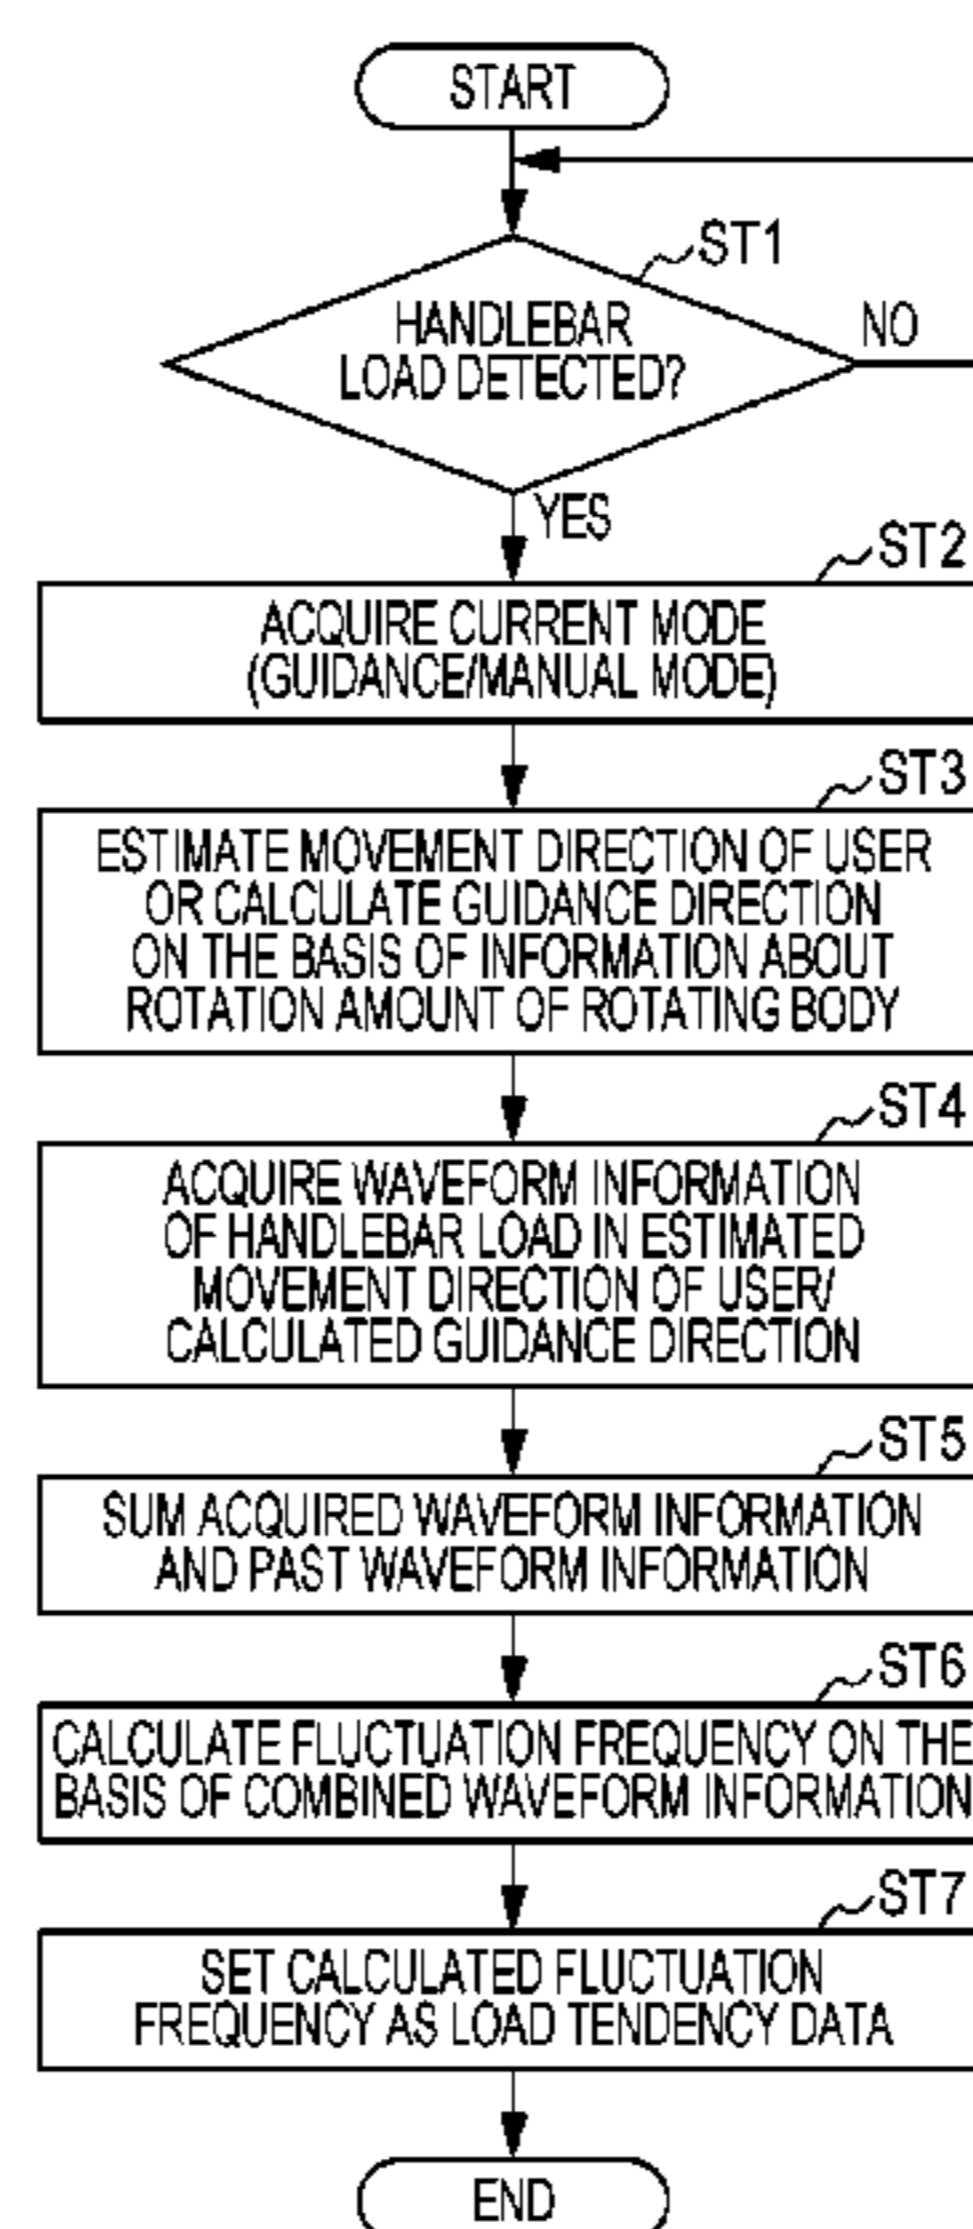 START
ST1
HANDLEBAR
LOAD DETECTED?
NO
YES
ST2
ACQUIRE CURRENT MODE
(GUIDANCE/MANUAL MODE)
ST3
ESTIMATE MOVEMENT DIRECTION OF USER
OR CALCULATE GUIDANCE DIRECTION
ON THE BASIS OF INFORMATION ABOUT
ROTATION AMOUNT OF ROTATING BODY
ST4
ACQUIRE WAVEFORM INFORMATION
OF HANDLEBAR LOAD IN ESTIMATED
MOVEMENT DIRECTION OF USER/
CALCULATED GUIDANCE DIRECTION
ST5
SUM ACQUIRED WAVEFORM INFORMATION
AND PAST WAVEFORM INFORMATION
ST6
CALCULATE FLUCTUATION FREQUENCY ON THE
BASIS OF COMBINED WAVEFORM INFORMATION
ST7
SET CALCULATED FLUCTUATION
FREQUENCY AS LOAD TENDENCY DATA
END